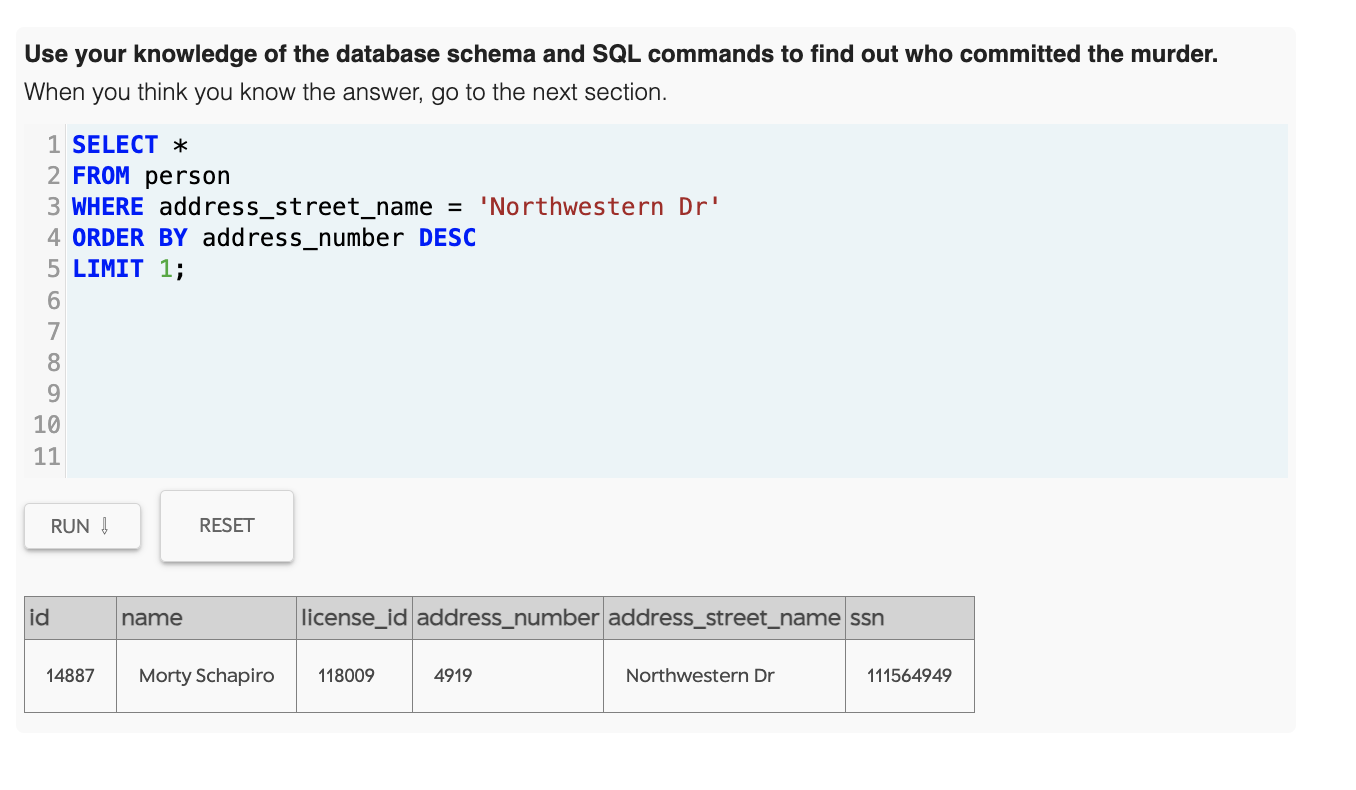 Use your knowledge of the database schema and SQL commands to find out who committed the murder.
When you think you know the answer, go to the next section.
1 SELECT *
2 FROM person
3 WHERE address_street_name = 'Northwestern Dr'
4 ORDER BY address_number DESC
5 LIMIT 1;
6
7
8
9
10
11
RUN ⇩ RESET
id name license_id address_number address_street_name ssn
14887 Morty Schapiro 118009 4919 Northwestern Dr 111564949